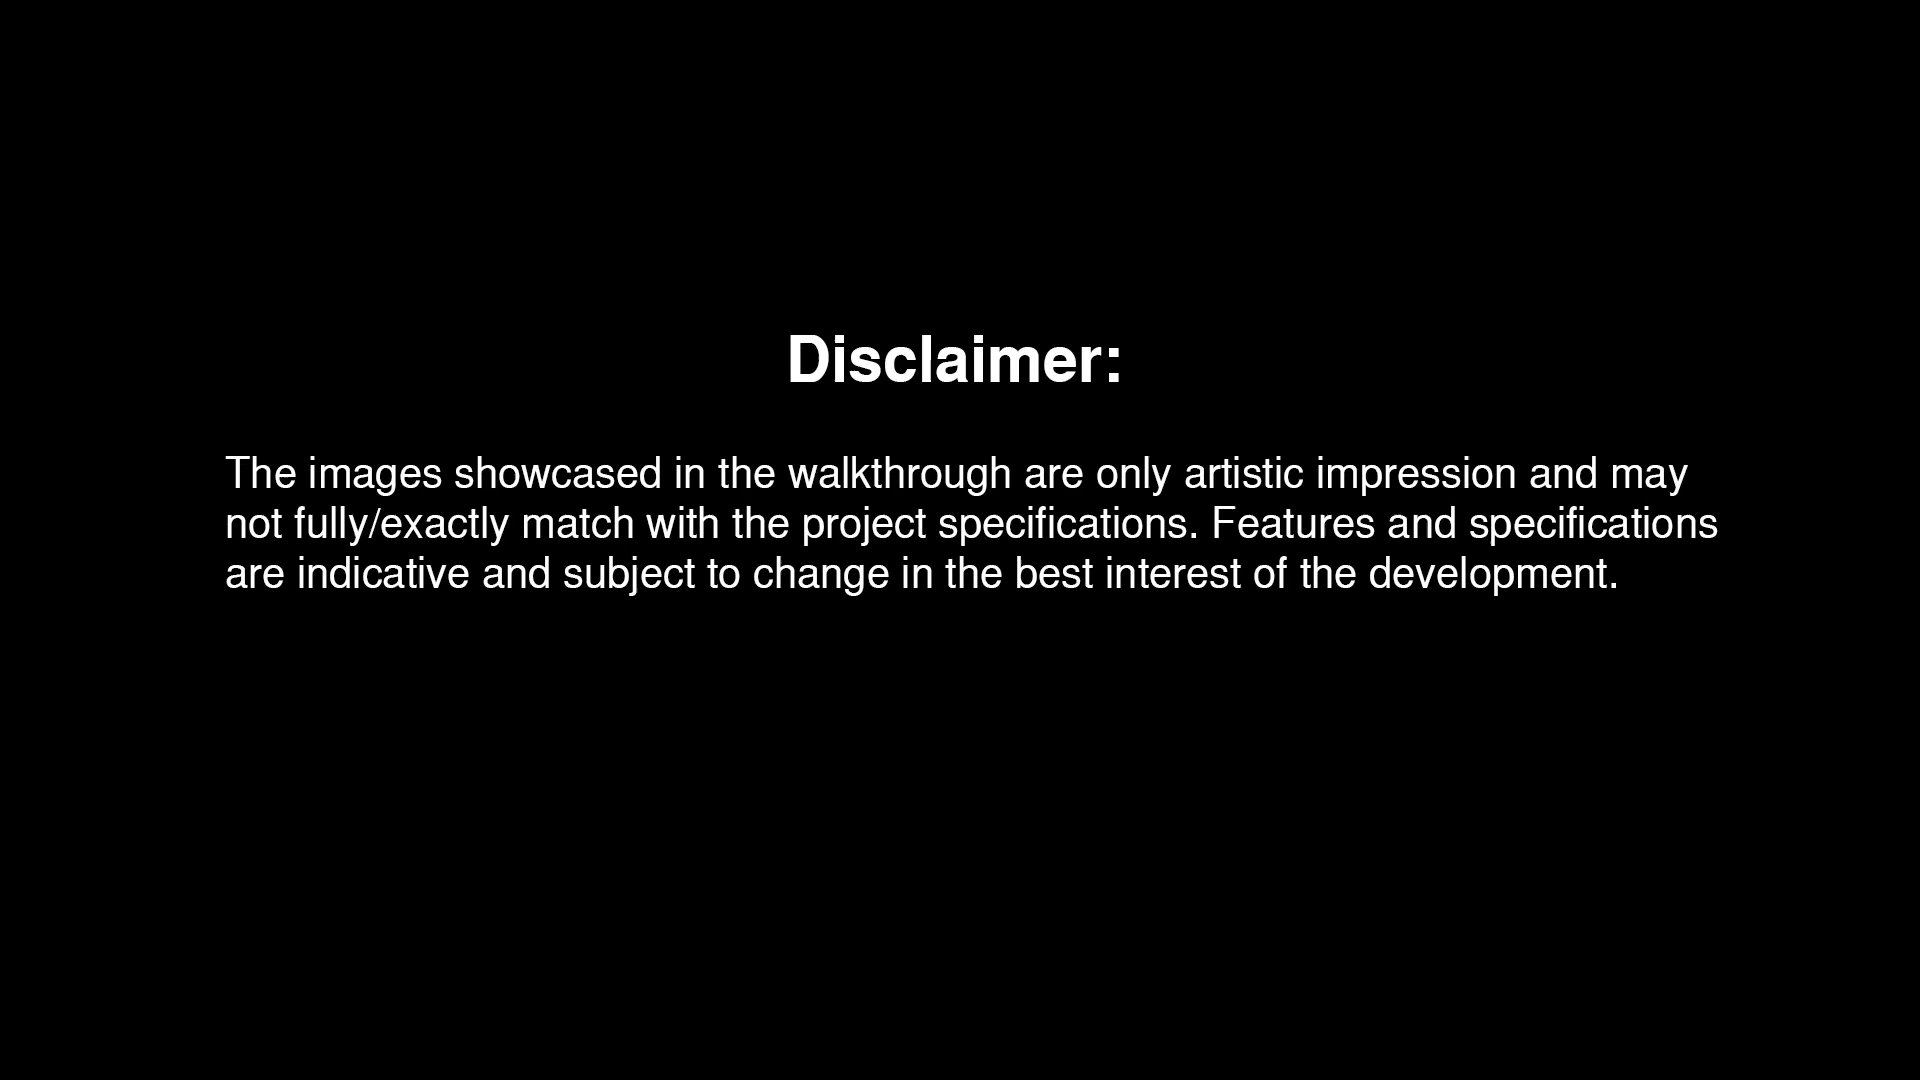 Disclaimer:
The images showcased in the walkthrough are only artistic impression and may
not fully/exactly match with the project specifications. Features and specifications
are indicative and subject to change in the best interest of the development.